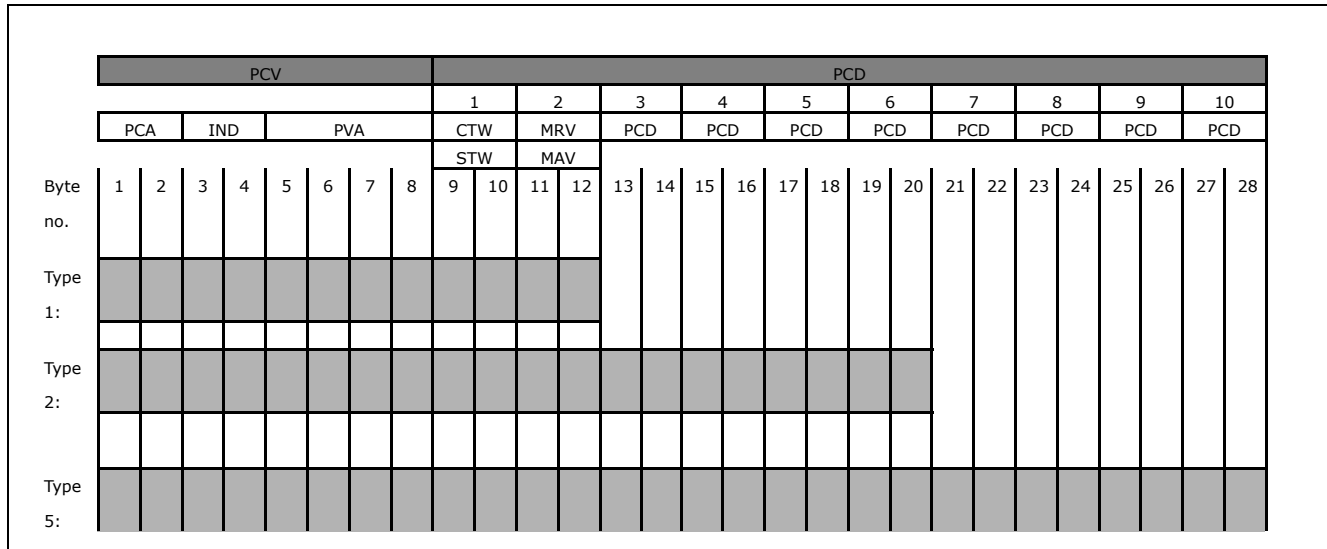 PCV PCD
1 2 3 4 5 6 7 8 9 10
PCA IND PVA CTW MRV PCD PCD PCD PCD PCD PCD PCD PCD
STW MAV
Byte no. 1 2 3 4 5 6 7 8 9 10 11 12 13 14 15 16 17 18 19 20 21 22 23 24 25 26 27 28
Type 1:
Type 2:
Type 5: